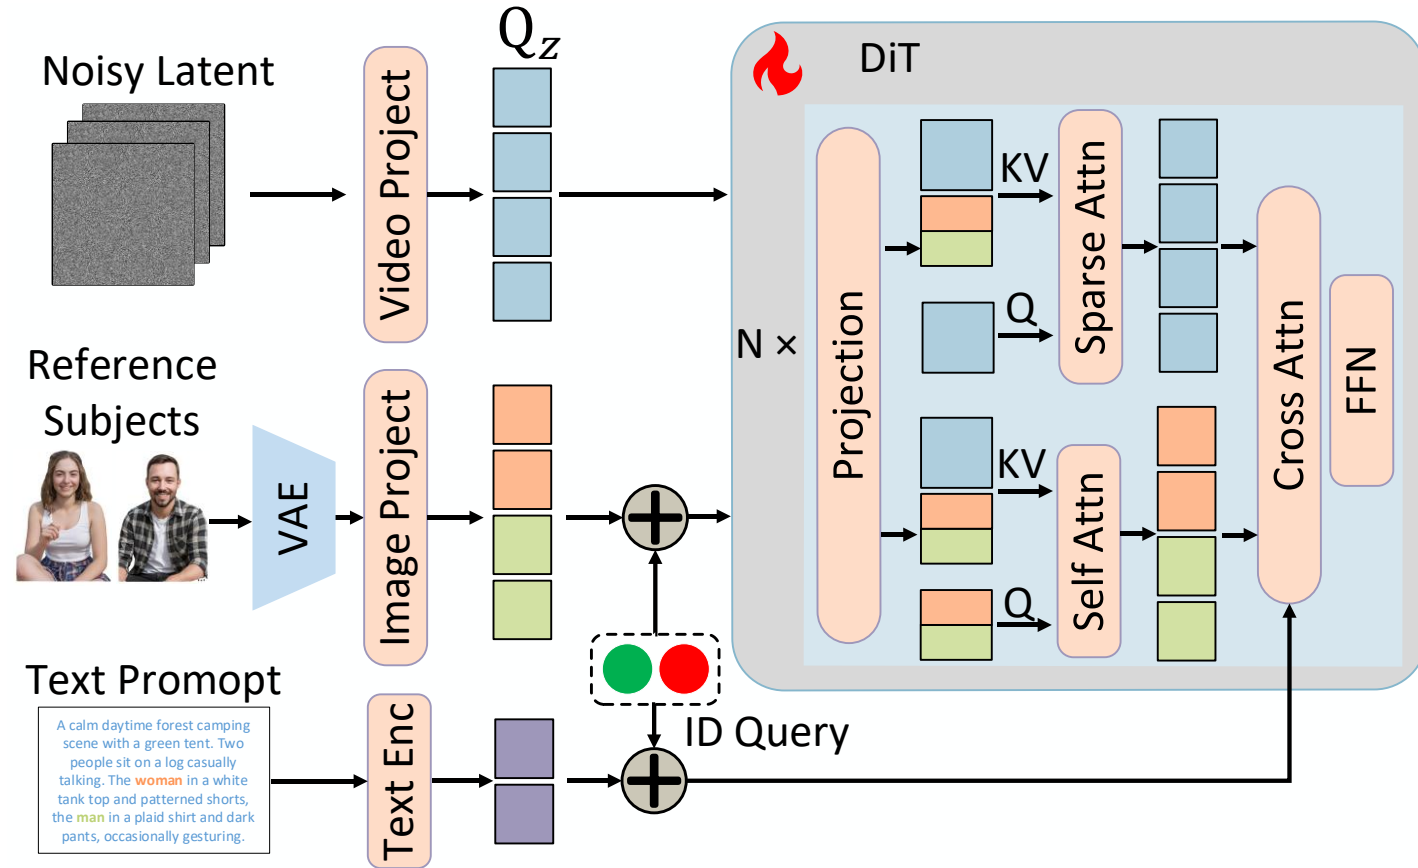 Noisy Latent
Video Project
Q_z
DiT
N ×
Projection
KV
Q
Sparse Attn
KV
Q
Self Attn
Cross Attn
FFN
Reference
Subjects
VAE
Image Project
ID Query
Text Promopt
A calm daytime forest camping
scene with a green tent. Two
people sit on a log casually
talking. The woman in a white
tank top and patterned shorts,
the man in a plaid shirt and dark
pants, occasionally gesturing.
Text Enc